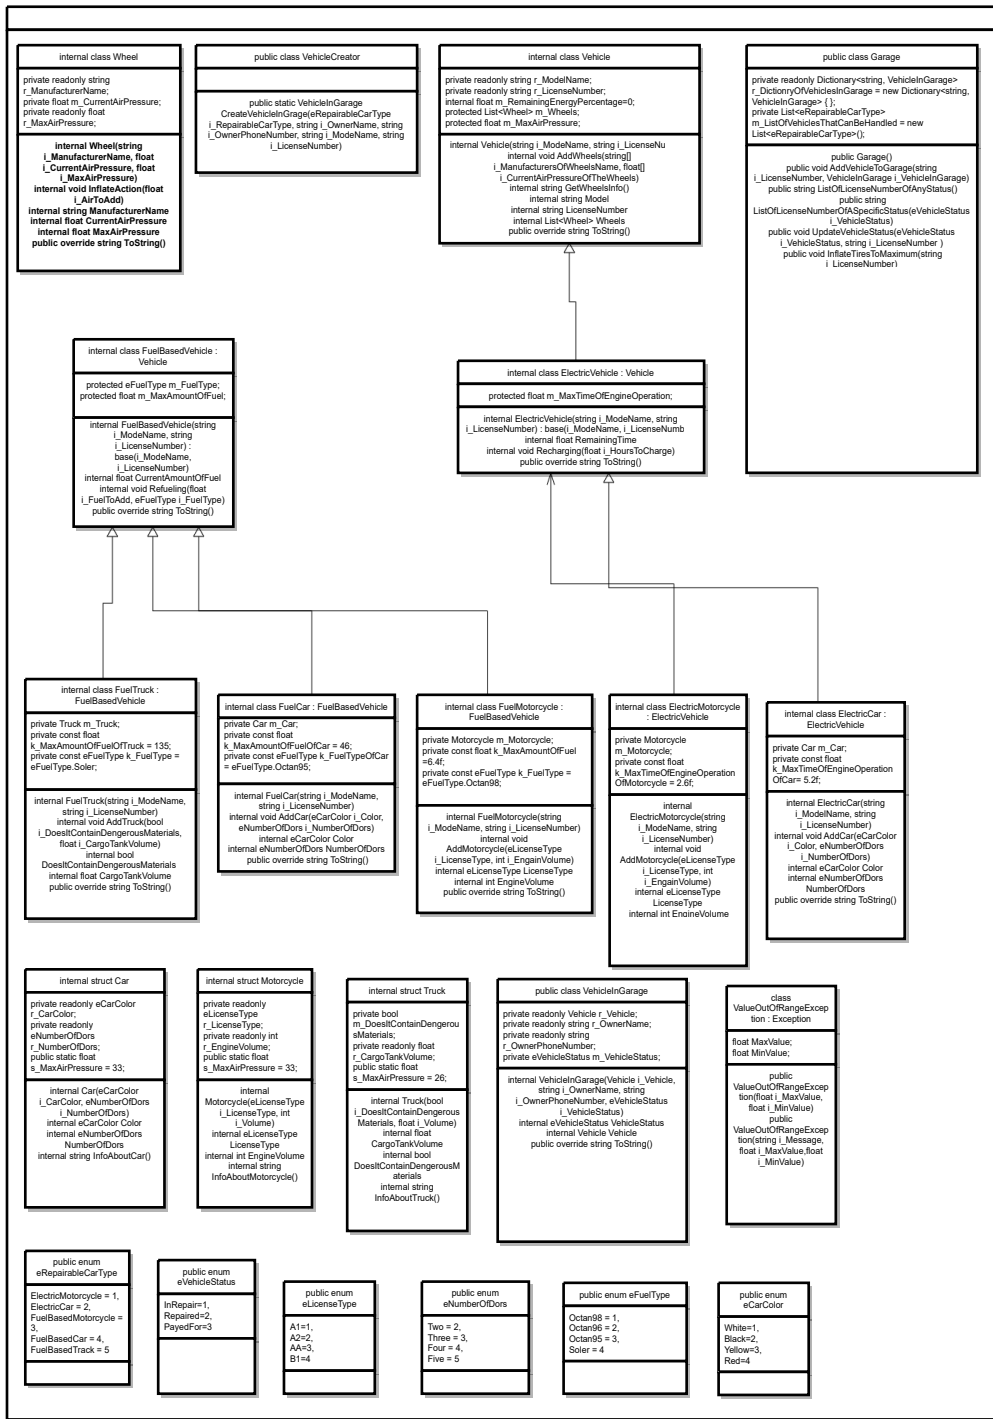 internal class Wheel
private readonly string
r_ManufacturerName;
private float m_CurrentAirPressure;
private readonly float
r_MaxAirPressure;
internal Wheel(string
i_ManufacturerName, float
i_CurrentAirPressure, float
i_MaxAirPressure)
internal void InflateAction(float
i_AirToAdd)
internal string ManufacturerName
internal float CurrentAirPressure
internal float MaxAirPressure
public override string ToString()
public class VehicleCreator
public static VehicleInGarage
CreateVehicleInGrage(eRepairableCarType
i_RepairableCarType, string i_OwnerName, string
i_OwnerPhoneNumber, string i_ModeName, string
i_LicenseNumber)
internal class Vehicle
private readonly string r_ModelName;
private readonly string r_LicenseNumber;
internal float m_RemainingEnergyPercentage=0;
protected List<Wheel> m_Wheels;
protected float m_MaxAirPressure;
internal Vehicle(string i_ModeName, string i_LicenseNu
internal void AddWheels(string[]
i_ManufacturersOfWheelsName, float[]
i_CurrentAirPressureOfTheWheels)
internal string GetWheelsInfo()
internal string Model
internal string LicenseNumber
internal List<Wheel> Wheels
public override string ToString()
public class Garage
private readonly Dictionary<string, VehicleInGarage>
r_DictionryOfVehiclesInGarage = new Dictionary<string,
VehicleInGarage> { };
private List<eRepairableCarType>
m_ListOfVehiclesThatCanBeHandled = new
List<eRepairableCarType>();
public Garage()
public void AddVehicleToGarage(string
i_LicenseNumber, VehicleInGarage i_VehicleInGarage)
public string ListOfLicenseNumberOfAnyStatus()
public string
ListOfLicenseNumberOfASpecificStatus(eVehicleStatus
i_VehicleStatus)
public void UpdateVehicleStatus(eVehicleStatus
i_VehicleStatus, string i_LicenseNumber )
public void InflateTiresToMaximum(string
i_LicenseNumber)
internal class FuelBasedVehicle :
Vehicle
protected eFuelType m_FuelType;
protected float m_MaxAmountOfFuel;
internal FuelBasedVehicle(string
i_ModeName, string
i_LicenseNumber) :
base(i_ModeName,
i_LicenseNumber)
internal float CurrentAmountOfFuel
internal void Refueling(float
i_FuelToAdd, eFuelType i_FuelType)
public override string ToString()
internal class ElectricVehicle : Vehicle
protected float m_MaxTimeOfEngineOperation;
internal ElectricVehicle(string i_ModeName, string
i_LicenseNumber) : base(i_ModeName, i_LicenseNumb
internal float RemainingTime
internal void Recharging(float i_HoursToCharge)
public override string ToString()
internal class FuelTruck :
FuelBasedVehicle
private Truck m_Truck;
private const float
k_MaxAmountOfFuelOfTruck = 135;
private const eFuelType k_FuelType =
eFuelType.Soler;
internal FuelTruck(string i_ModeName,
string i_LicenseNumber)
internal void AddTruck(bool
i_DoesItContainDengerousMaterials,
float i_CargoTankVolume)
internal bool
DoesItContainDengerousMaterials
internal float CargoTankVolume
public override string ToString()
internal class FuelCar : FuelBasedVehicle
private Car m_Car;
private const float
k_MaxAmountOfFuelOfCar = 46;
private const eFuelType k_FuelTypeOfCar
= eFuelType.Octan95;
internal FuelCar(string i_ModeName,
string i_LicenseNumber)
internal void AddCar(eCarColor i_Color,
eNumberOfDors i_NumberOfDors)
internal eCarColor Color
internal eNumberOfDors NumberOfDors
public override string ToString()
internal class FuelMotorcycle :
FuelBasedVehicle
private Motorcycle m_Motorcycle;
private const float k_MaxAmountOfFuel
=6.4f;
private const eFuelType k_FuelType =
eFuelType.Octan98;
internal FuelMotorcycle(string
i_ModeName, string i_LicenseNumber)
internal void
AddMotorcycle(eLicenseType
i_LicenseType, int i_EngainVolume)
internal eLicenseType LicenseType
internal int EngineVolume
public override string ToString()
internal class ElectricMotorcycle
: ElectricVehicle
private Motorcycle
m_Motorcycle;
private const float
k_MaxTimeOfEngineOperation
OfMotorcycle = 2.6f;
internal
ElectricMotorcycle(string
i_ModeName, string
i_LicenseNumber)
internal void
AddMotorcycle(eLicenseType
i_LicenseType, int
i_EngainVolume)
internal eLicenseType
LicenseType
internal int EngineVolume
internal class ElectricCar :
ElectricVehicle
private Car m_Car;
private const float
k_MaxTimeOfEngineOperation
OfCar= 5.2f;
internal ElectricCar(string
i_ModelName, string
i_LicenseNumber)
internal void AddCar(eCarColor
i_Color, eNumberOfDors
i_NumberOfDors)
internal eCarColor Color
internal eNumberOfDors
NumberOfDors
public override string ToString()
internal struct Car
private readonly eCarColor
r_CarColor;
private readonly
eNumberOfDors
r_NumberOfDors;
public static float
s_MaxAirPressure = 33;
internal Car(eCarColor
i_CarColor, eNumberOfDors
i_NumberOfDors)
internal eCarColor Color
internal eNumberOfDors
NumberOfDors
internal string InfoAboutCar()
internal struct Motorcycle
private readonly
eLicenseType
r_LicenseType;
private readonly int
r_EngineVolume;
public static float
s_MaxAirPressure = 33;
internal
Motorcycle(eLicenseType
i_LicenseType, int
i_Volume)
internal eLicenseType
LicenseType
internal int EngineVolume
internal string
InfoAboutMotorcycle()
internal struct Truck
private bool
m_DoesItContainDengerou
sMaterials;
private readonly float
r_CargoTankVolume;
public static float
s_MaxAirPressure = 26;
internal Truck(bool
i_DoesItContainDengerous
Materials, float i_Volume)
internal float
CargoTankVolume
internal bool
DoesItContainDengerousM
aterials
internal string
InfoAboutTruck()
public class VehicleInGarage
private readonly Vehicle r_Vehicle;
private readonly string r_OwnerName;
private readonly string
r_OwnerPhoneNumber;
private eVehicleStatus m_VehicleStatus;
internal VehicleInGarage(Vehicle i_Vehicle,
string i_OwnerName, string
i_OwnerPhoneNumber, eVehicleStatus
i_VehicleStatus)
internal eVehicleStatus VehicleStatus
internal Vehicle Vehicle
public override string ToString()
class
ValueOutOfRangeExcep
tion : Exception
float MaxValue;
float MinValue;
public
ValueOutOfRangeExcep
tion(float i_MaxValue,
float i_MinValue)
public
ValueOutOfRangeExcep
tion(string i_Message,
float i_MaxValue,float
i_MinValue)
public enum
eRepairableCarType
ElectricMotorcycle = 1,
ElectricCar = 2,
FuelBasedMotorcycle =
3,
FuelBasedCar = 4,
FuelBasedTrack = 5
public enum
eVehicleStatus
InRepair=1,
Repaired=2,
PayedFor=3
public enum
eLicenseType
A1=1,
A2=2,
AA=3,
B1=4
public enum
eNumberOfDors
Two = 2,
Three = 3,
Four = 4,
Five = 5
public enum eFuelType
Octan98 = 1,
Octan96 = 2,
Octan95 = 3,
Soler = 4
public enum
eCarColor
White=1,
Black=2,
Yellow=3,
Red=4